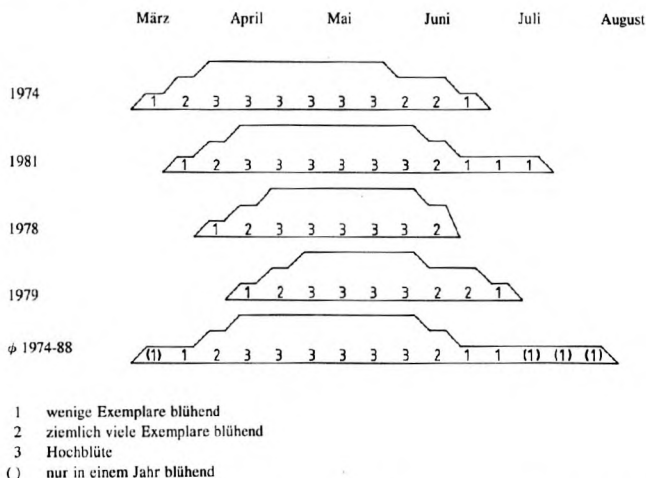 März April Mai Juni Juli August
1974 1 2 3 3 3 3 3 3 2 2 1
1981 1 2 3 3 3 3 3 3 2 1 1 1
1978 1 2 3 3 3 3 3 2
1979 1 2 3 3 3 3 2 2 1
ϕ 1974-88 (1) 1 2 3 3 3 3 3 3 2 1 1 (1) (1) (1)
1 wenige Exemplare blühend
2 ziemlich viele Exemplare blühend
3 Hochblüte
( ) nur in einem Jahr blühend